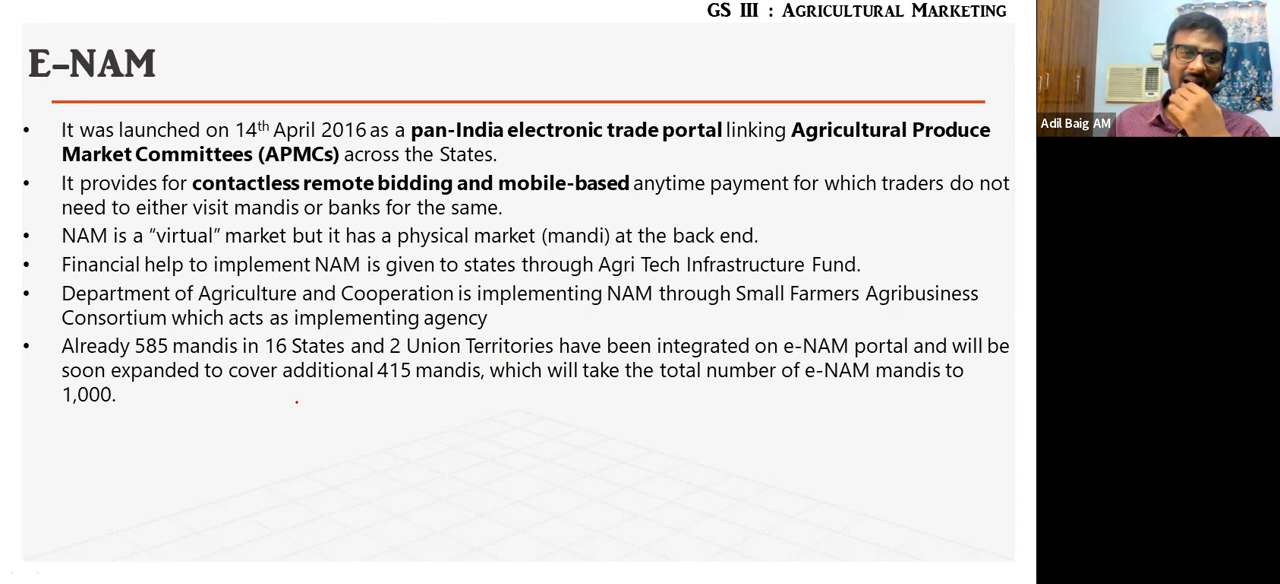 GS III : AGRICULTURAL MARKETING
E-NAM
• It was launched on 14th April 2016 as a pan-India electronic trade portal linking Agricultural Produce
Market Committees (APMCs) across the States.
• It provides for contactless remote bidding and mobile-based anytime payment for which traders do not
need to either visit mandis or banks for the same.
• NAM is a “virtual” market but it has a physical market (mandi) at the back end.
• Financial help to implement NAM is given to states through Agri Tech Infrastructure Fund.
• Department of Agriculture and Cooperation is implementing NAM through Small Farmers Agribusiness
Consortium which acts as implementing agency
• Already 585 mandis in 16 States and 2 Union Territories have been integrated on e-NAM portal and will be
soon expanded to cover additional 415 mandis, which will take the total number of e-NAM mandis to
1,000.
Adil Baig AM